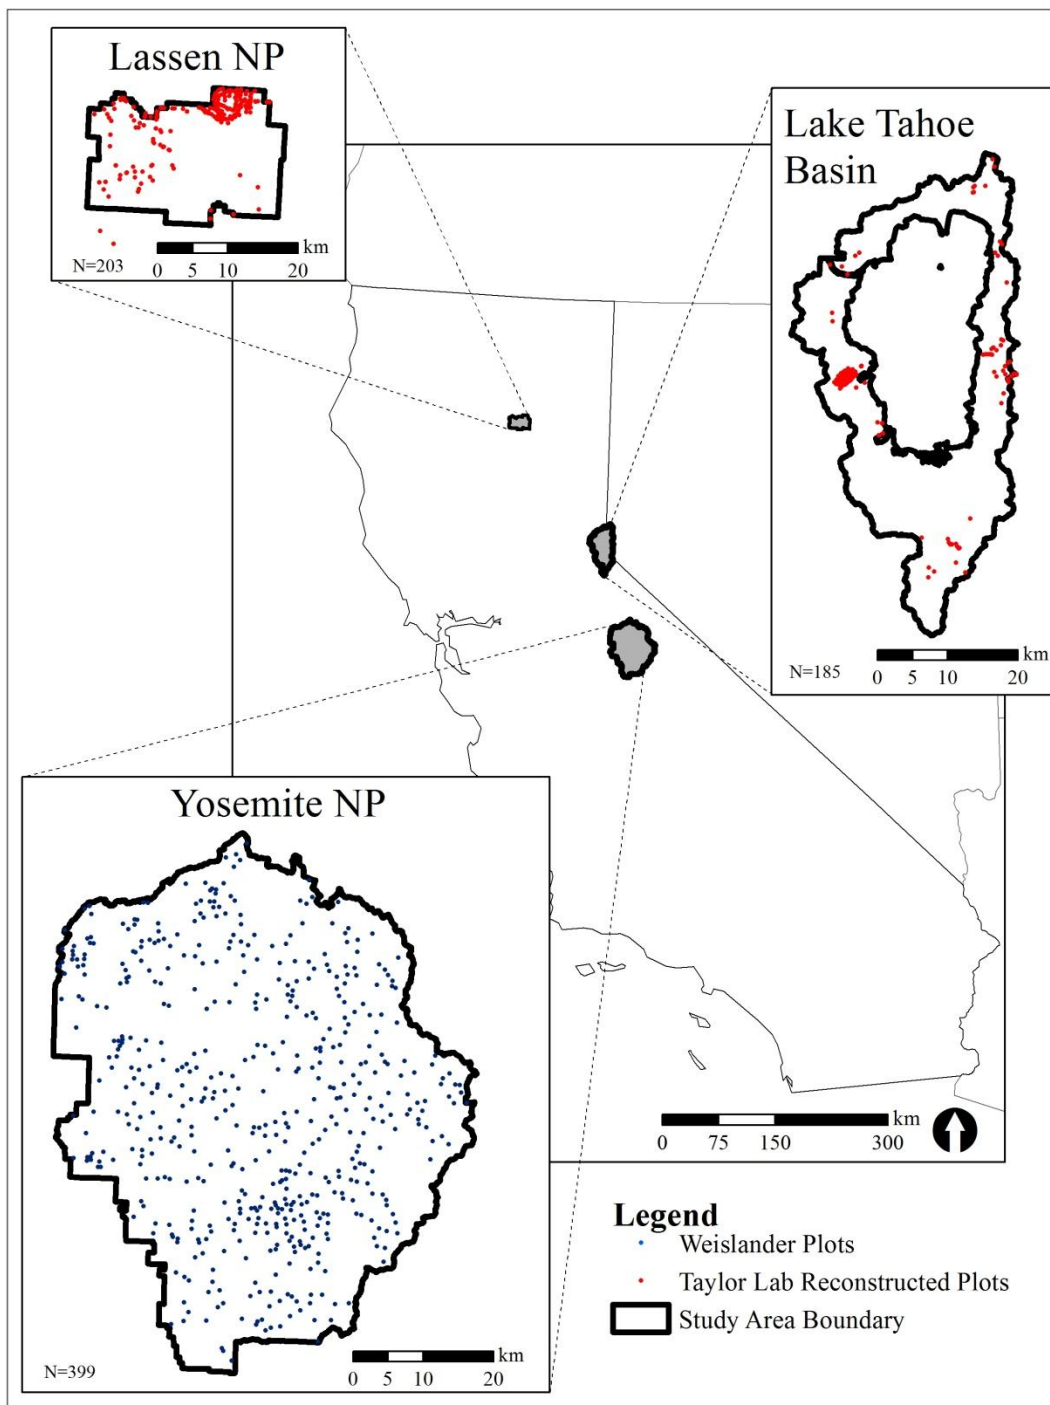 Lassen NP
km
0 5 10 20
N=203
Lake Tahoe
Basin
km
0 5 10 20
N=185
Yosemite NP
km
0 5 10 20
N=399
km
0 75 150 300
Legend
Weislander Plots
Taylor Lab Reconstructed Plots
Study Area Boundary